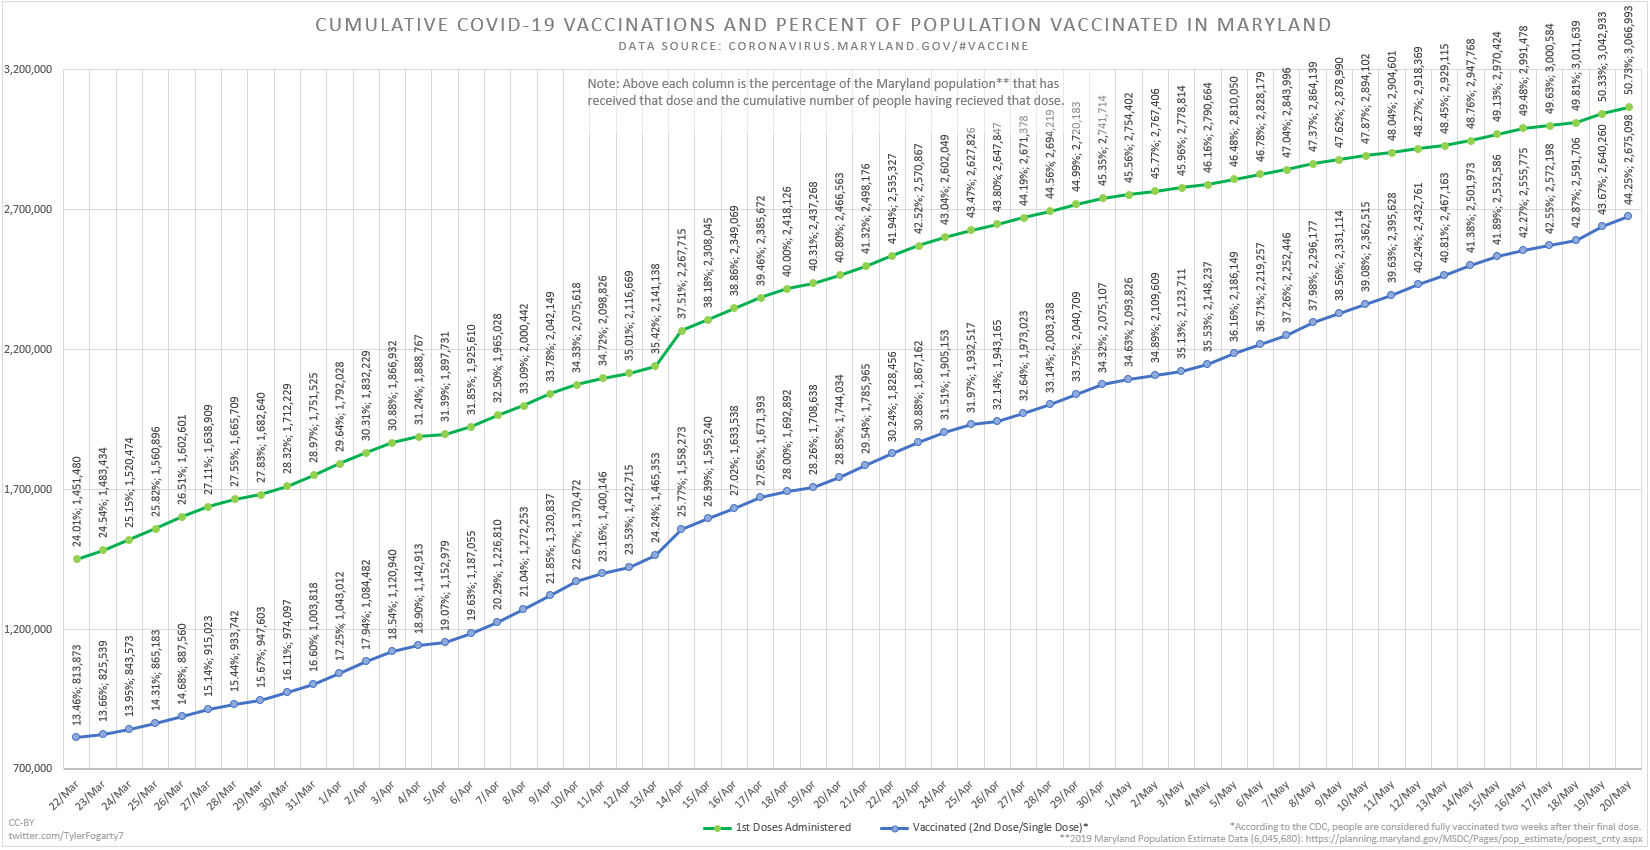 CUMULATIVE COVID-19 VACCINATIONS AND PERCENT OF POPULATION VACCINATED IN MARYLAND
DATA SOURCE: CORONAVIRUS.MARYLAND.GOV/#VACCINE
Note: Above each column is the percentage of the Maryland population** that has
received that dose and the cumulative number of people having recieved that dose.
3,200,000
2,700,000
2,200,000
1,700,000
1,200,000
700,000
24.01%; 1,451,480
24.54%; 1,483,434
25.15%; 1,520,474
25.82%; 1,560,896
26.51%; 1,602,601
27.11%; 1,638,909
27.55%; 1,665,709
27.83%; 1,682,640
28.32%; 1,712,229
28.97%; 1,751,525
29.64%; 1,792,028
30.31%; 1,832,229
30.88%; 1,866,932
31.24%; 1,888,767
31.39%; 1,897,731
31.85%; 1,925,610
32.50%; 1,965,028
33.09%; 2,000,442
33.78%; 2,042,149
34.33%; 2,075,618
34.72%; 2,098,826
35.01%; 2,116,669
35.42%; 2,141,138
37.51%; 2,267,715
38.18%; 2,308,045
38.86%; 2,349,069
39.46%; 2,385,672
40.00%; 2,418,126
40.31%; 2,437,268
40.80%; 2,466,563
41.32%; 2,498,176
41.94%; 2,535,327
42.52%; 2,570,867
43.04%; 2,602,049
43.47%; 2,627,826
43.80%; 2,647,847
44.19%; 2,671,378
44.56%; 2,694,219
44.99%; 2,720,183
45.35%; 2,741,714
45.56%; 2,754,402
45.77%; 2,767,406
45.96%; 2,778,814
46.16%; 2,790,664
46.48%; 2,810,050
46.78%; 2,828,179
47.04%; 2,843,996
47.37%; 2,864,139
47.62%; 2,878,990
47.87%; 2,894,102
48.04%; 2,904,601
48.27%; 2,918,369
48.45%; 2,929,115
48.76%; 2,947,768
49.13%; 2,970,424
49.48%; 2,991,478
49.63%; 3,000,584
49.81%; 3,011,639
50.33%; 3,042,933
50.73%; 3,066,993
13.46%; 813,873
13.66%; 825,539
13.95%; 843,573
14.31%; 865,183
14.68%; 887,560
15.14%; 915,023
15.44%; 933,742
15.67%; 947,603
16.11%; 974,097
16.60%; 1,003,818
17.25%; 1,043,012
17.94%; 1,084,482
18.54%; 1,120,940
18.90%; 1,142,913
19.07%; 1,152,979
19.63%; 1,187,055
20.29%; 1,226,810
21.04%; 1,272,253
21.85%; 1,320,837
22.67%; 1,370,472
23.16%; 1,400,146
23.53%; 1,422,715
24.24%; 1,465,353
25.77%; 1,558,273
26.39%; 1,595,240
27.02%; 1,633,538
27.65%; 1,671,393
28.00%; 1,692,892
28.26%; 1,708,638
28.85%; 1,744,034
29.54%; 1,785,965
30.24%; 1,828,456
30.88%; 1,867,162
31.51%; 1,905,153
31.97%; 1,932,517
32.14%; 1,943,165
32.64%; 1,973,023
33.14%; 2,003,238
33.75%; 2,040,709
34.32%; 2,075,107
34.63%; 2,093,826
34.89%; 2,109,609
35.13%; 2,123,711
35.53%; 2,148,237
36.16%; 2,186,149
36.71%; 2,219,257
37.26%; 2,252,446
37.98%; 2,296,177
38.56%; 2,331,114
39.08%; 2,362,515
39.63%; 2,395,628
40.24%; 2,432,761
40.81%; 2,467,163
41.38%; 2,501,973
41.89%; 2,532,586
42.27%; 2,555,775
42.55%; 2,572,198
42.87%; 2,591,706
43.67%; 2,640,260
44.25%; 2,675,098
22/Mar
23/Mar
24/Mar
25/Mar
26/Mar
27/Mar
28/Mar
29/Mar
30/Mar
31/Mar
1/Apr
2/Apr
3/Apr
4/Apr
5/Apr
6/Apr
7/Apr
8/Apr
9/Apr
10/Apr
11/Apr
12/Apr
13/Apr
14/Apr
15/Apr
16/Apr
17/Apr
18/Apr
19/Apr
20/Apr
21/Apr
22/Apr
23/Apr
24/Apr
25/Apr
26/Apr
27/Apr
28/Apr
29/Apr
30/Apr
1/May
2/May
3/May
4/May
5/May
6/May
7/May
8/May
9/May
10/May
11/May
12/May
13/May
14/May
15/May
16/May
17/May
18/May
19/May
20/May
1st Doses Administered
Vaccinated (2nd Dose/Single Dose)*
CC-BY
twitter.com/TylerFogarty7
*According to the CDC, people are considered fully vaccinated two weeks after their final dose.
**2019 Maryland Population Estimate Data (6,045,680): https://planning.maryland.gov/MSDC/Pages/pop_estimate/popest_cnty.aspx